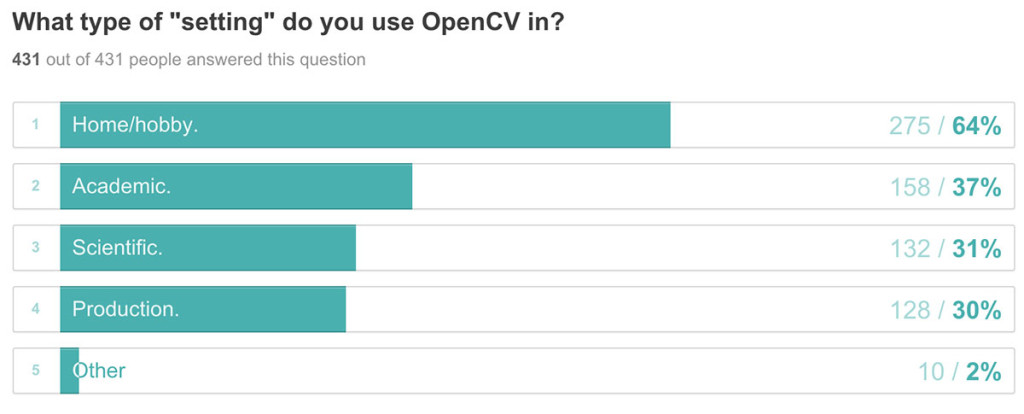 What type of "setting" do you use OpenCV in?
431 out of 431 people answered this question
1 Home/hobby. 275 / 64%
2 Academic. 158 / 37%
3 Scientific. 132 / 31%
4 Production. 128 / 30%
5 Other 10 / 2%